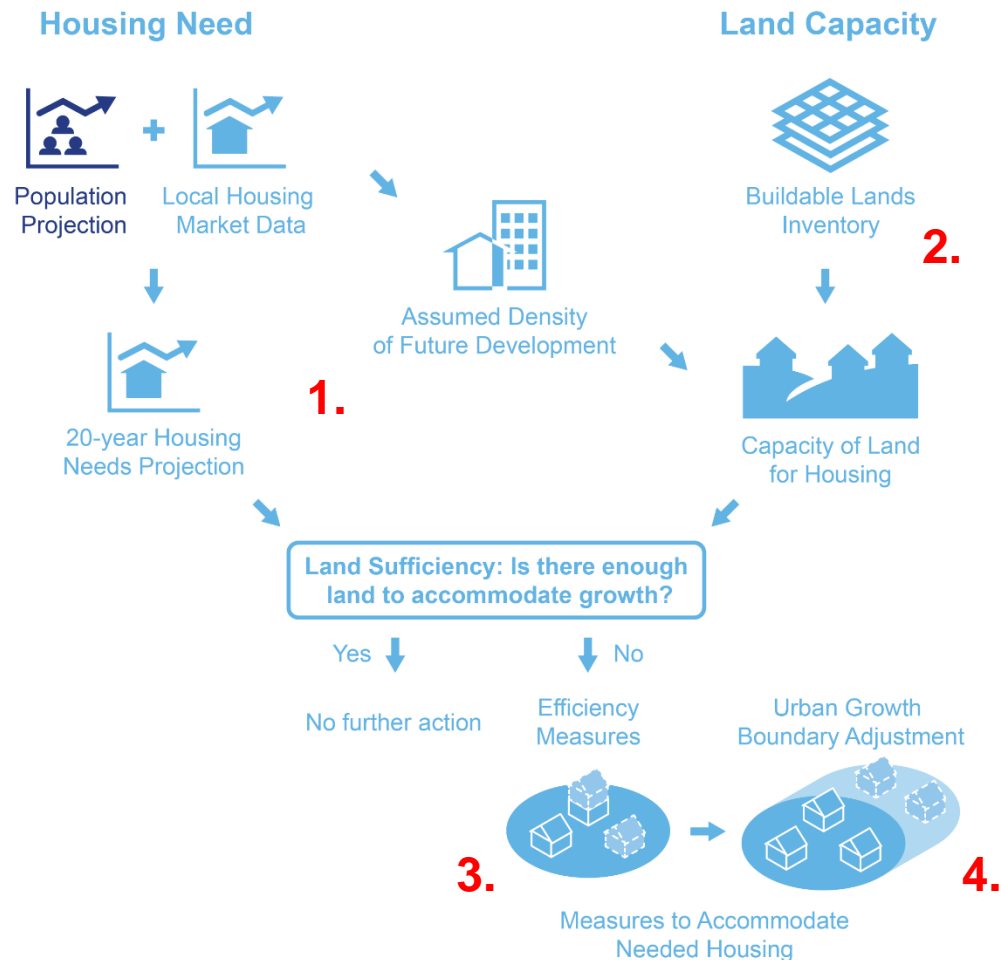 Housing Need
Land Capacity
Population
Projection
Local Housing
Market Data
Buildable Lands
Inventory
2.
Assumed Density
of Future Development
1.
20-year Housing
Needs Projection
Capacity of Land
for Housing
Land Sufficiency: Is there enough
land to accommodate growth?
Yes
No
No further action
Efficiency
Measures
Urban Growth
Boundary Adjustment
3.
4.
Measures to Accommodate
Needed Housing